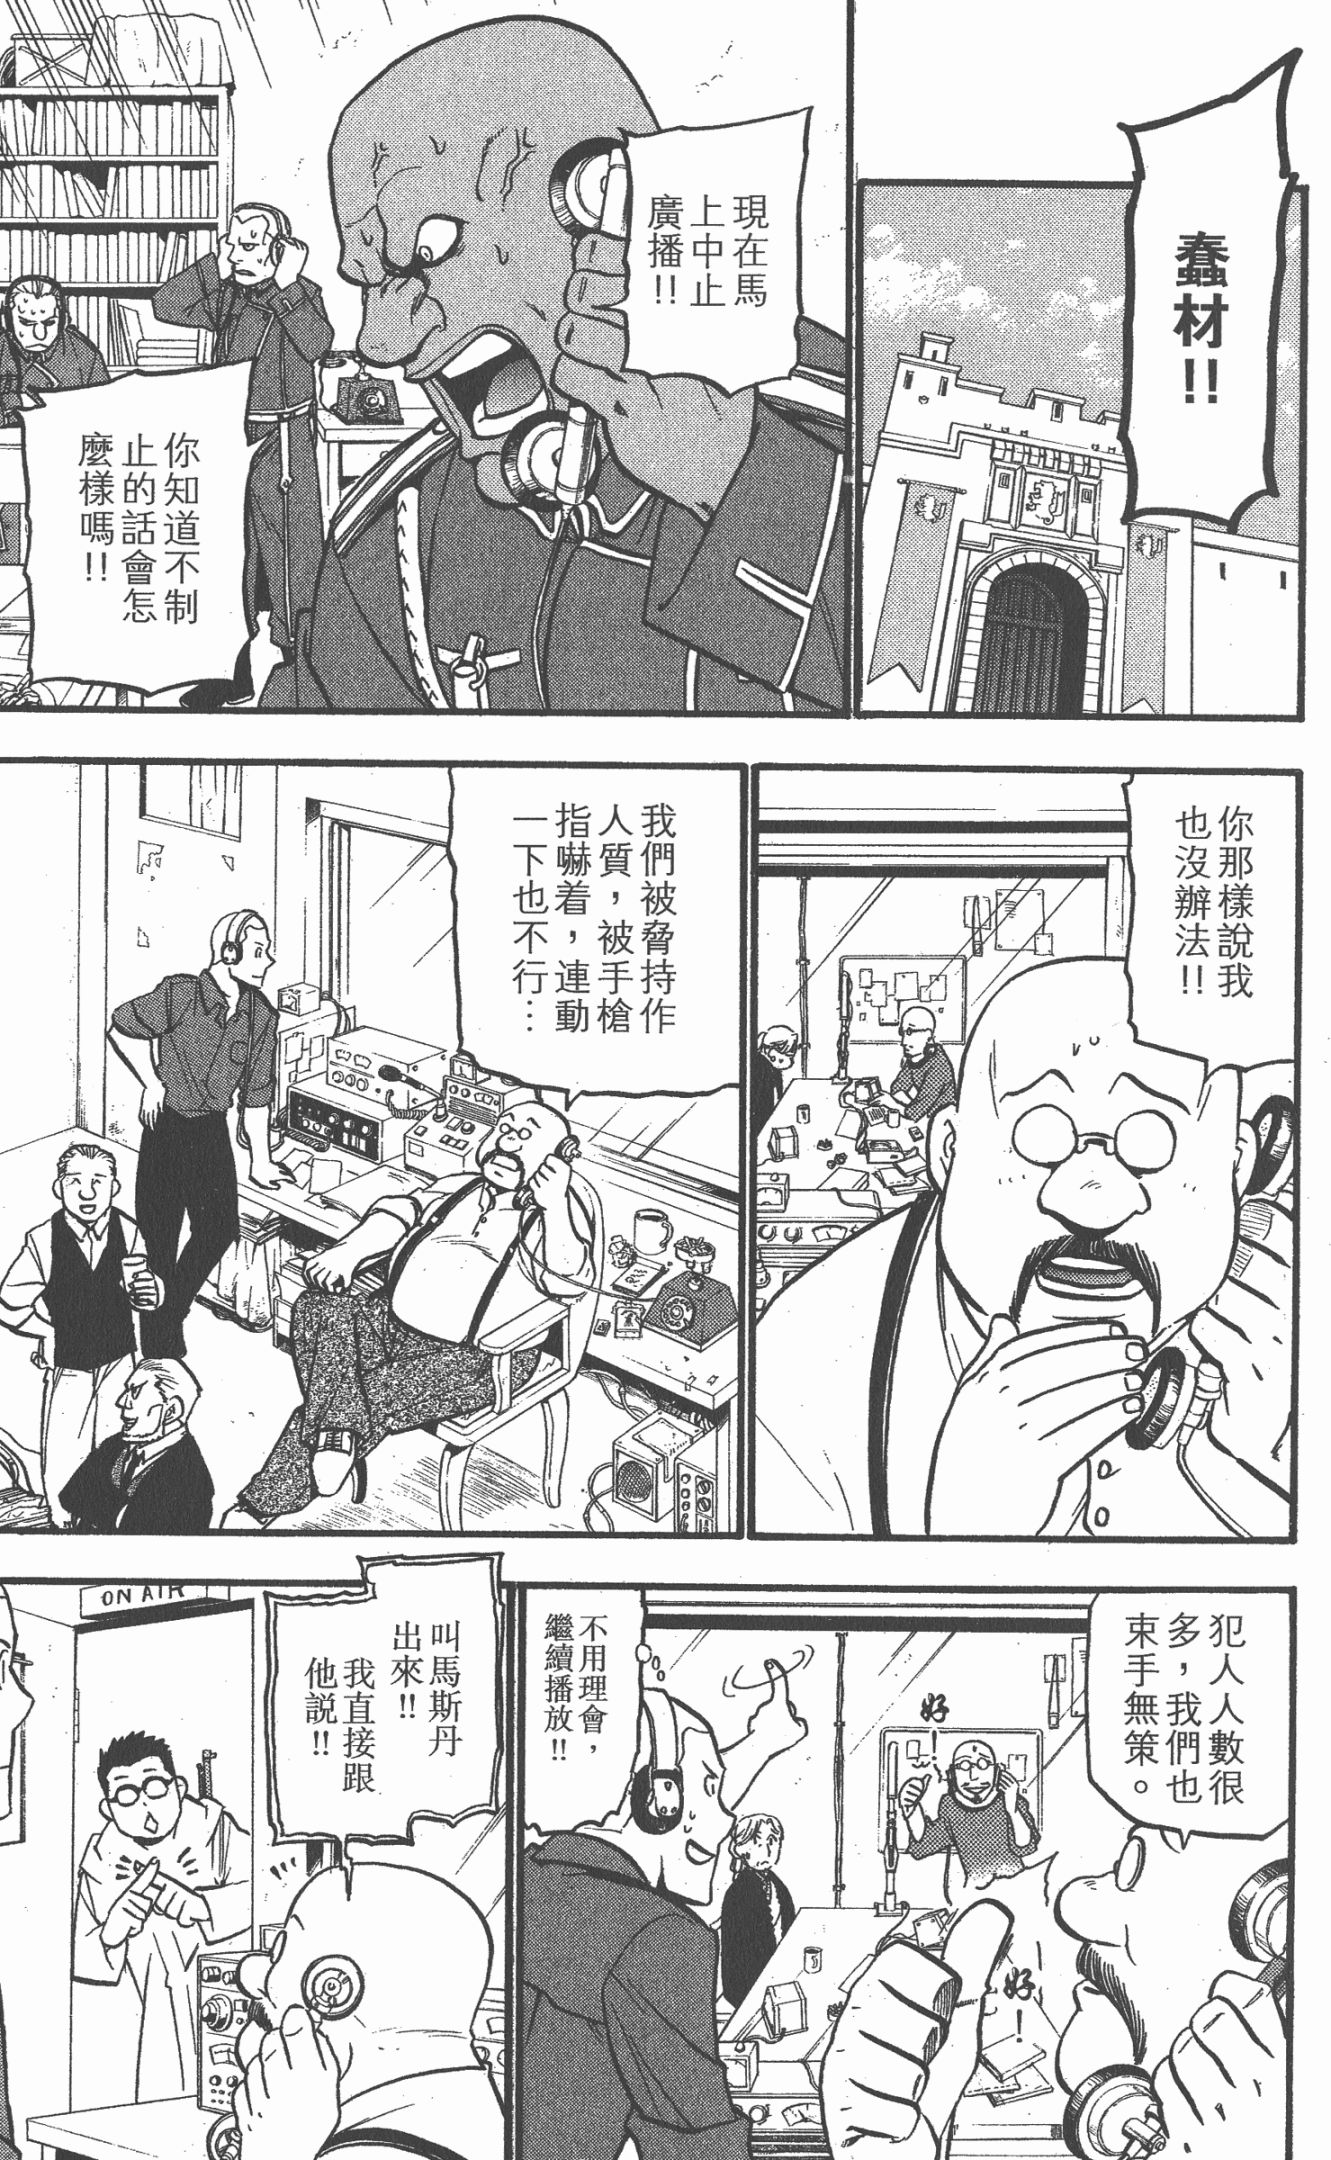 蠢材!!
現在馬
上中止
廣播!!
你知道不制
止的話會怎
麼樣嗎!!
你那樣說我
也沒辦法!!
我們被脅持作
人質，被手槍
指嚇着，連動
一下也不行…
犯人人數很
多，我們也
束手無策。
好!
好!
不用理會，
繼續播放!!
叫馬斯丹
出來!!
我直接跟
他說!!
ON AIR